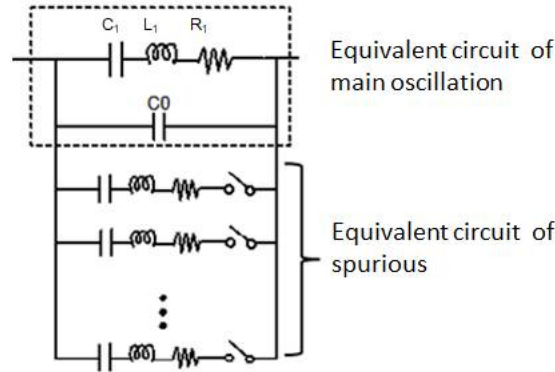 C₁ L₁ R₁
C0
Equivalent circuit of
main oscillation
Equivalent circuit of
spurious